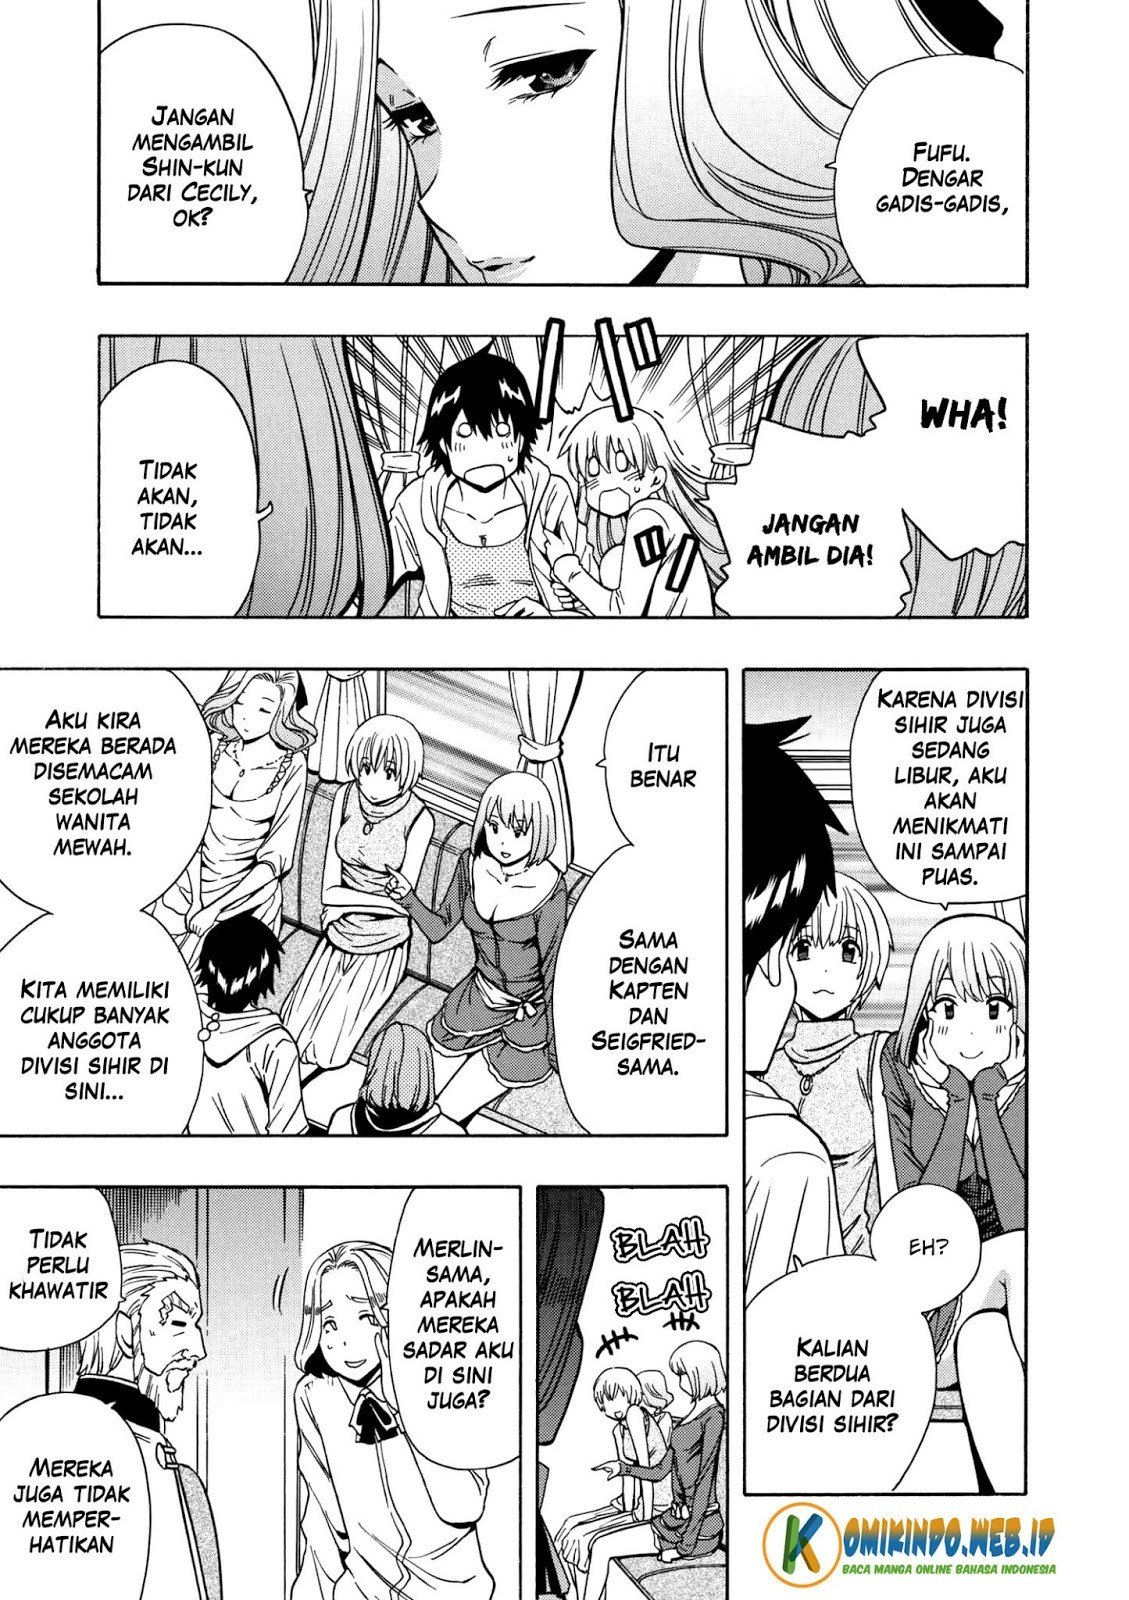 FUFU.
DENGAR
GADIS-GADIS,
JANGAN
MENGAMBIL
SHIN-KUN
DARI CECILY,
OK?
WHA!
JANGAN
AMBIL DIA!
TIDAK
AKAN,
TIDAK
AKAN...
KARENA DIVISI
SIHIR JUGA
SEDANG
LIBUR, AKU
AKAN
MENIKMATI
INI SAMPAI
PUAS.
EH?
KALIAN
BERDUA
BAGIAN DARI
DIVISI SIHIR?
ITU
BENAR
SAMA
DENGAN
KAPTEN
DAN
SEIGFRIED-
SAMA.
AKU KIRA
MEREKA BERADA
DISEMACAM
SEKOLAH
WANITA
MEWAH.
KITA MEMILIKI
CUKUP BANYAK
ANGGOTA
DIVISI SIHIR DI
SINI...
BLAH
BLAH
MERLIN-
SAMA,
APAKAH
MEREKA
SADAR AKU
DI SINI
JUGA?
TIDAK
PERLU
KHAWATIR
MEREKA
JUGA TIDAK
MEMPER-
HATIKAN
KOMIKINDO.WEB.ID
BACA MANGA ONLINE BAHASA INDONESIA